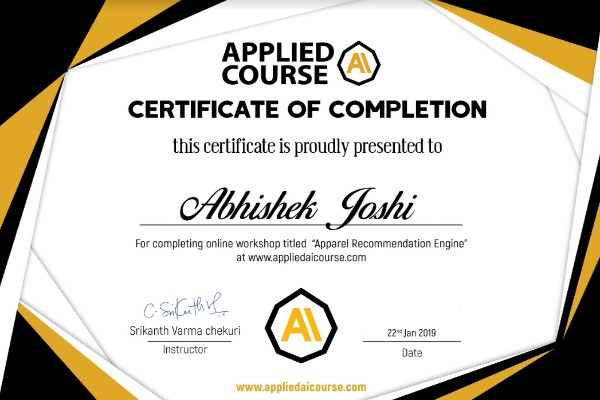 APPLIED
COURSE
AI
CERTIFICATE OF COMPLETION
this certificate is proudly presented to
Abhishek Joshi
For completing online workshop titled "Apparel Recommendation Engine"
at www.appliedaicourse.com
Srikanth Varma chekuri
Instructor
AI
22nd Jan 2019
Date
www.appliedaicourse.com